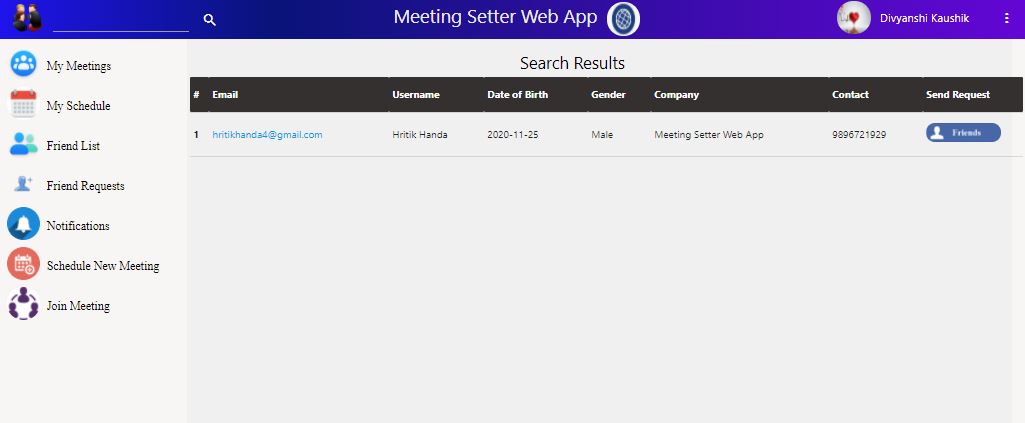 Meeting Setter Web App
Divyanshi Kaushik
My Meetings
My Schedule
Friend List
Friend Requests
Notifications
Schedule New Meeting
Join Meeting
Search Results
# Email Username Date of Birth Gender Company Contact Send Request
1 hritikhanda4@gmail.com Hritik Handa 2020-11-25 Male Meeting Setter Web App 9896721929 Friends